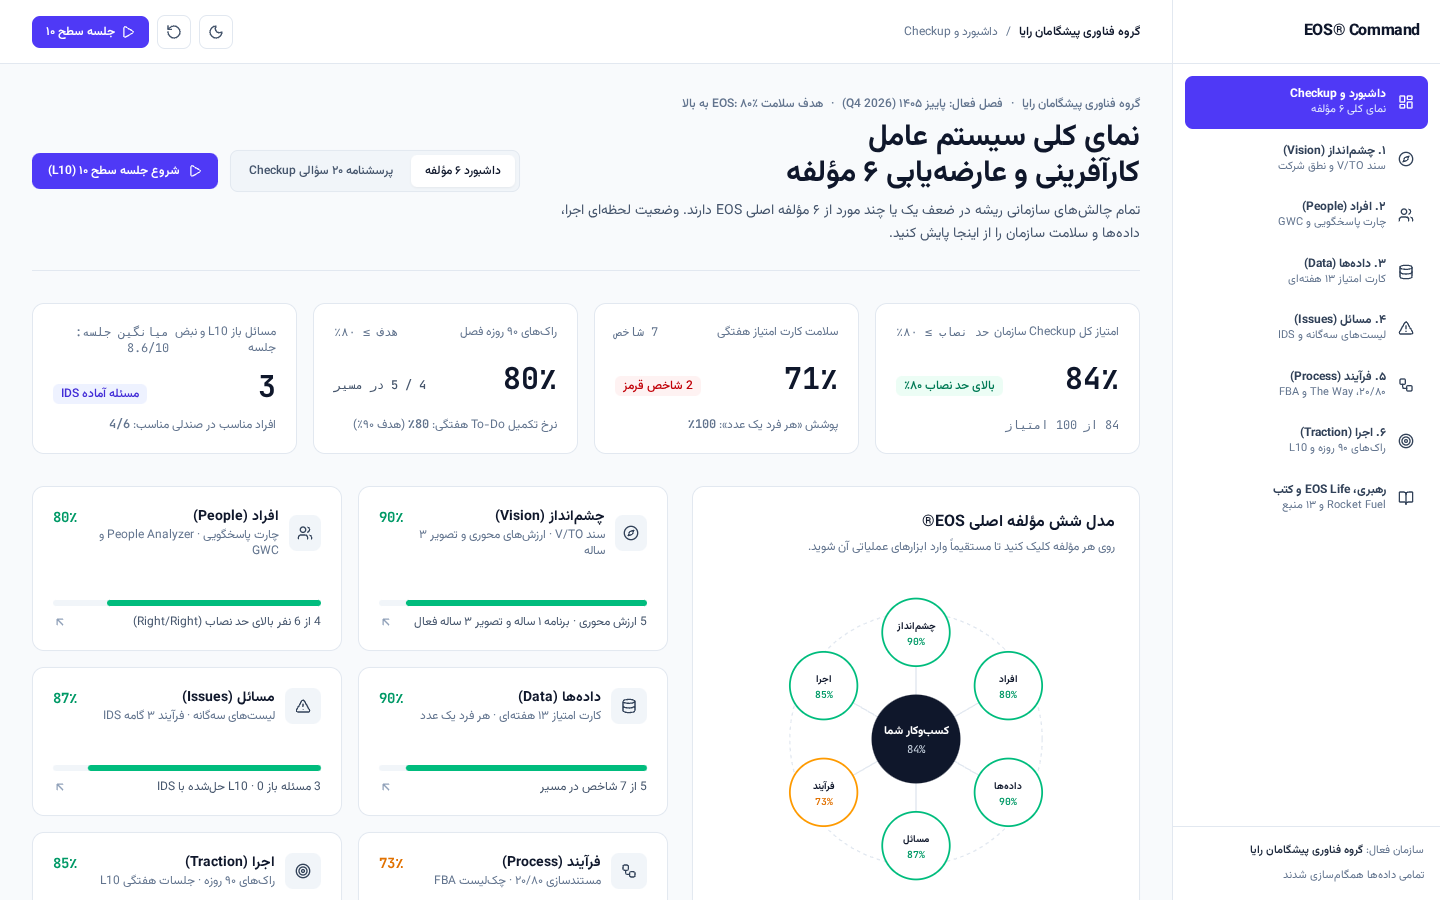 EOS® Command
داشبورد و Checkup
نمای کلی ۶ مؤلفه
۱. چشم‌انداز (Vision)
سند V/TO و نطق شرکت
۲. افراد (People)
چارت پاسخگویی و GWC
۳. داده‌ها (Data)
کارت امتیاز ۱۳ هفته‌ای
۴. مسائل (Issues)
لیست‌های سه‌گانه و IDS
۵. فرآیند (Process)
۲۰/۸۰، The Way و FBA
۶. اجرا (Traction)
راک‌های ۹۰ روزه و L10
رهبری، EOS Life و کتب
Rocket Fuel و ۱۳ منبع
سازمان فعال: گروه فناوری پیشگامان رایا
تمامی داده‌ها همگام‌سازی شدند
گروه فناوری پیشگامان رایا / داشبورد و Checkup
جلسه سطح ۱۰
گروه فناوری پیشگامان رایا · فصل فعال: پاییز ۱۴۰۵ (Q4 2026) · هدف سلامت EOS: ۸۰٪ به بالا
نمای کلی سیستم عامل
کارآفرینی و عارضه‌یابی ۶ مؤلفه
تمام چالش‌های سازمانی ریشه در ضعف یک یا چند مورد از ۶ مؤلفه اصلی EOS دارند. وضعیت لحظه‌ای اجرا،
داده‌ها و سلامت سازمان را از اینجا پایش کنید.
داشبورد ۶ مؤلفه
پرسشنامه ۲۰ سؤالی Checkup
شروع جلسه سطح ۱۰ (L10)
امتیاز کل Checkup سازمان
حد نصاب ≥ ۸۰٪
84٪
بالای حد نصاب ۸۰٪
84 از 100 امتیاز
سلامت کارت امتیاز هفتگی
7 شاخص
71٪
2 شاخص قرمز
پوشش «هر فرد یک عدد»: 100٪
راک‌های ۹۰ روزه فصل
هدف ≥ ۸۰٪
80٪
4 / 5 در مسیر
نرخ تکمیل To-Do هفتگی: 80٪ (هدف ۹۰٪)
مسائل باز L10 و نبض
جلسه
میانگین جلسه:
8.6/10
3
مسئله آماده IDS
افراد مناسب در صندلی مناسب: 4/6
مدل شش مؤلفه اصلی EOS®
روی هر مؤلفه کلیک کنید تا مستقیماً وارد ابزارهای عملیاتی آن شوید.
چشم‌انداز
90%
افراد
80%
داده‌ها
90%
مسائل
87%
فرآیند
73%
اجرا
85%
کسب‌وکار شما
84%
چشم‌انداز (Vision)
90٪
سند V/TO · ارزش‌های محوری و تصویر ۳
ساله
5 ارزش محوری · برنامه ۱ ساله و تصویر ۳ ساله فعال
افراد (People)
80٪
چارت پاسخگویی · People Analyzer و
GWC
4 از 6 نفر بالای حد نصاب (Right/Right)
داده‌ها (Data)
90٪
کارت امتیاز ۱۳ هفته‌ای · هر فرد یک عدد
5 از 7 شاخص در مسیر
مسائل (Issues)
87٪
لیست‌های سه‌گانه · فرآیند ۳ گامه IDS
3 مسئله باز L10 · 0 حل‌شده با IDS
فرآیند (Process)
73٪
مستندسازی ۲۰/۸۰ · چک‌لیست FBA
اجرا (Traction)
85٪
راک‌های ۹۰ روزه · جلسات هفتگی L10